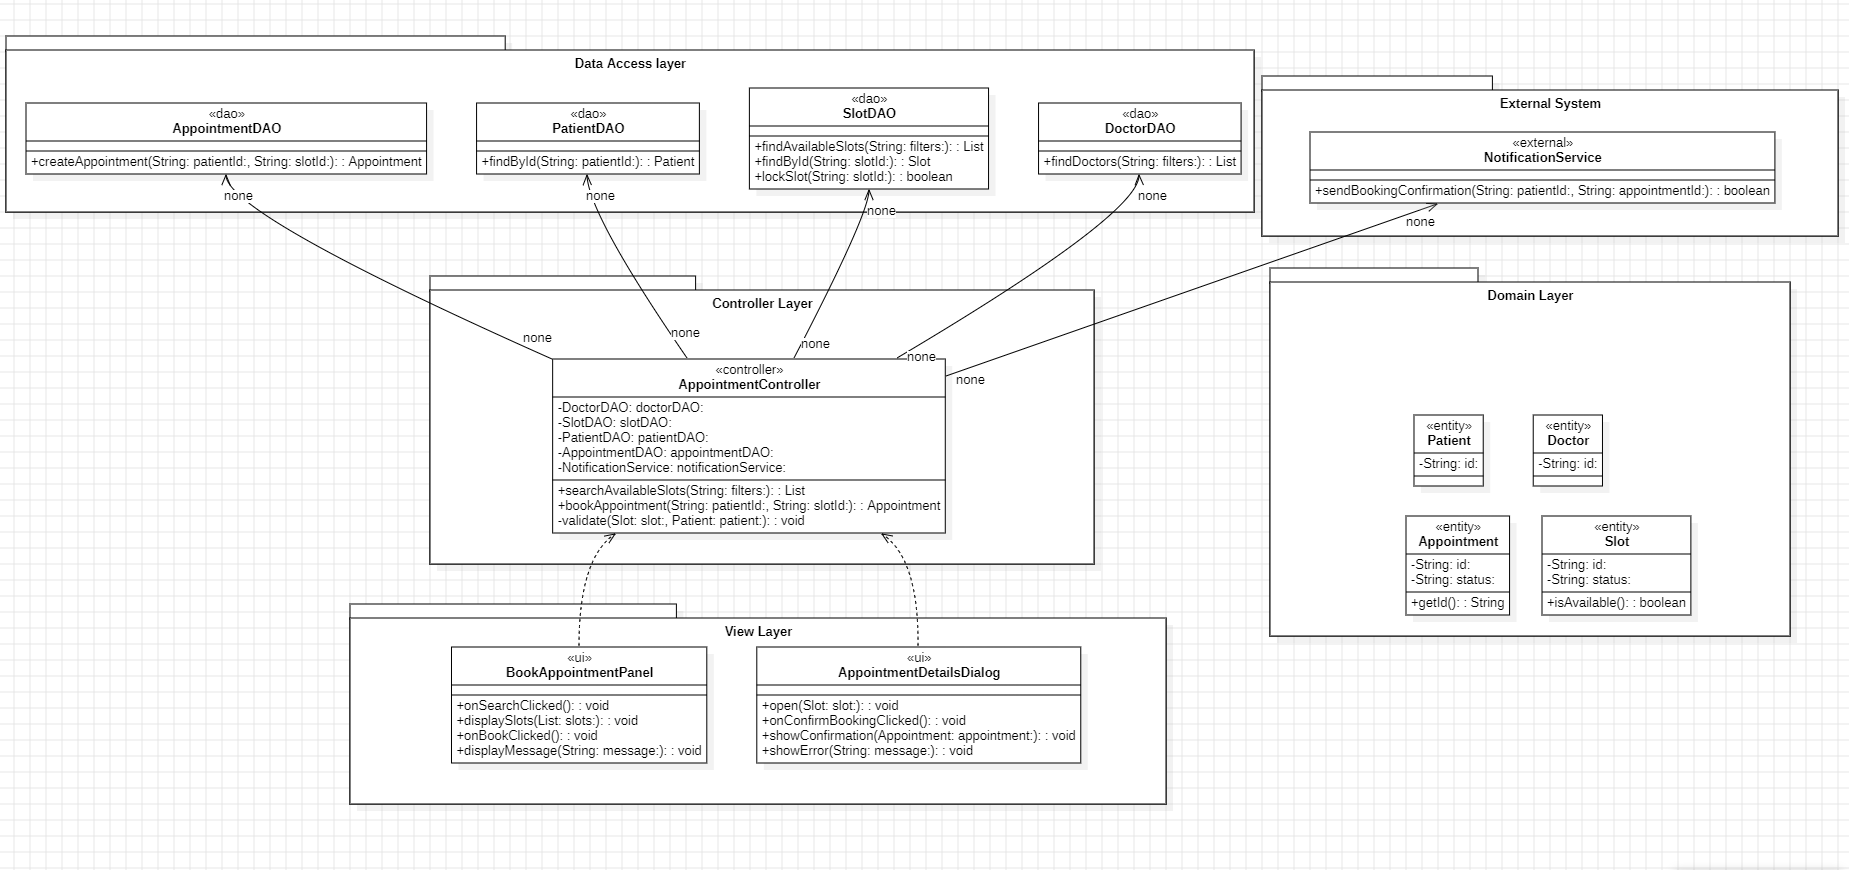 Data Access layer
«dao»
AppointmentDAO
+createAppointment(String: patientId:, String: slotId:): : Appointment
«dao»
PatientDAO
+findById(String: patientId:): : Patient
«dao»
SlotDAO
+findAvailableSlots(String: filters:): : List
+findById(String: slotId:): : Slot
+lockSlot(String: slotId:): : boolean
«dao»
DoctorDAO
+findDoctors(String: filters:): : List
none
none
none
none
External System
«external»
NotificationService
+sendBookingConfirmation(String: patientId:, String: appointmentId:): : boolean
none
Controller Layer
none
none
none
none
none
«controller»
AppointmentController
-DoctorDAO: doctorDAO:
-SlotDAO: slotDAO:
-PatientDAO: patientDAO:
-AppointmentDAO: appointmentDAO:
-NotificationService: notificationService:
+searchAvailableSlots(String: filters:): : List
+bookAppointment(String: patientId:, String: slotId:): : Appointment
-validate(Slot: slot:, Patient: patient:): : void
Domain Layer
«entity»
Patient
-String: id:
«entity»
Doctor
-String: id:
«entity»
Appointment
-String: id:
-String: status:
+getId(): : String
«entity»
Slot
-String: id:
-String: status:
+isAvailable(): : boolean
View Layer
«ui»
BookAppointmentPanel
+onSearchClicked(): : void
+displaySlots(List: slots:): : void
+onBookClicked(): : void
+displayMessage(String: message:): : void
«ui»
AppointmentDetailsDialog
+open(Slot: slot:): : void
+onConfirmBookingClicked(): : void
+showConfirmation(Appointment: appointment:): : void
+showError(String: message:): : void